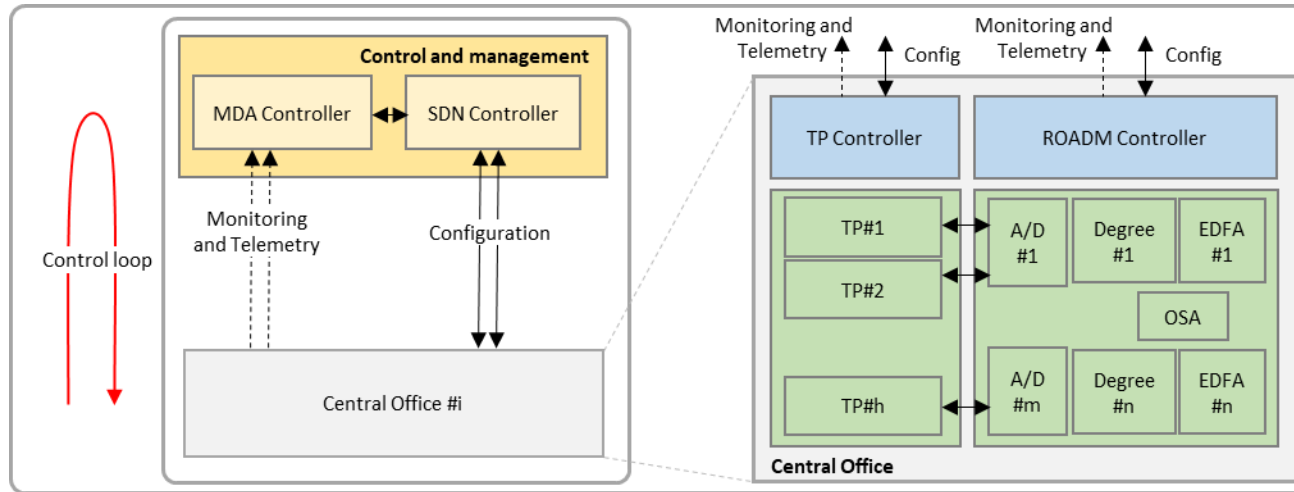 Control and management
MDA Controller
SDN Controller
Monitoring
and Telemetry
Configuration
Control loop
Central Office #i
Monitoring and
Telemetry
Config
Monitoring and
Telemetry
Config
TP Controller
ROADM Controller
TP#1
TP#2
TP#h
A/D
#1
Degree
#1
EDFA
#1
OSA
A/D
#m
Degree
#n
EDFA
#n
Central Office